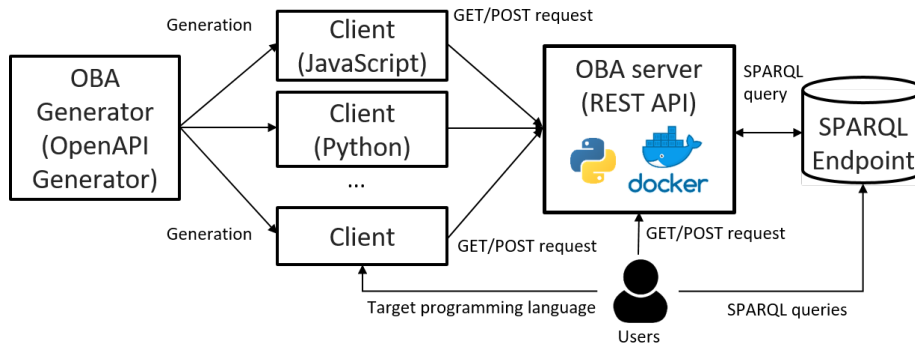 Generation
GET/POST request
Client
(JavaScript)
OBA
Generator
(OpenAPI
Generator)
Client
(Python)
...
OBA server
(REST API)
docker
SPARQL
query
SPARQL
Endpoint
Generation
Client
GET/POST request
GET/POST request
Target programming language
Users
SPARQL queries